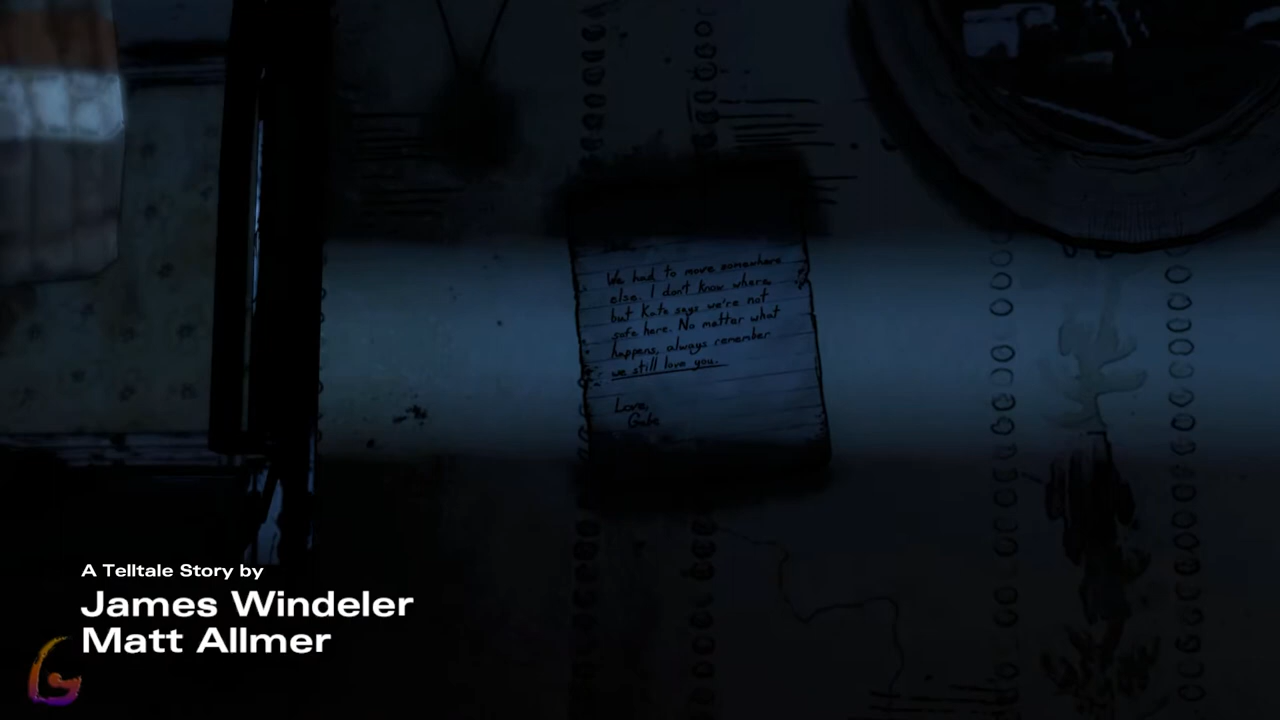 We had to move somewhere
else. I don't know where
but Kate says we're not
safe here. No matter what
happens, always remember
we still love you.
Love,
Gabe
A Telltale Story by
James Windeler
Matt Allmer